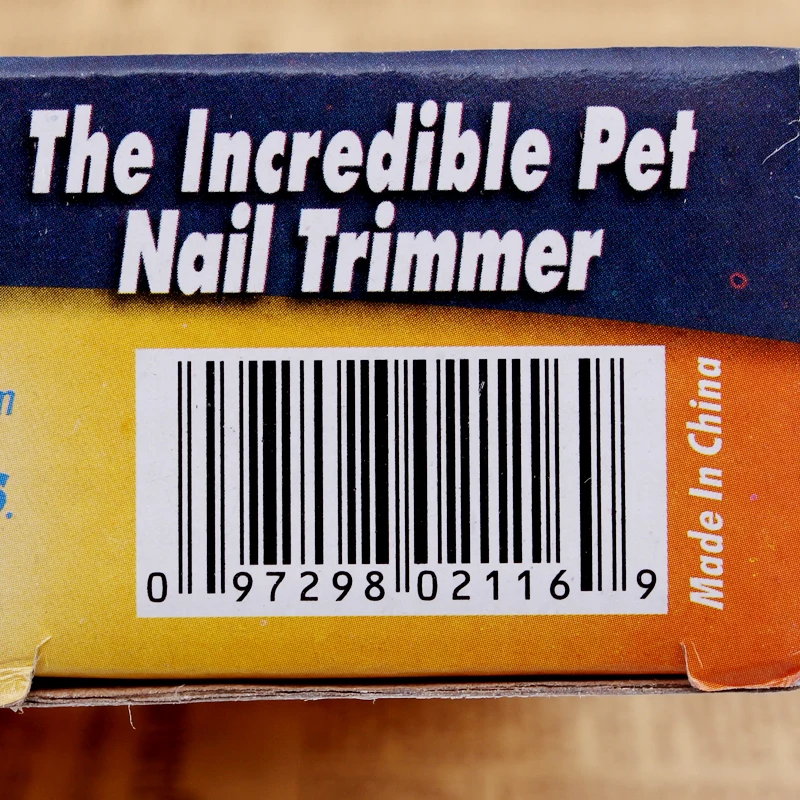 The Incredible Pet
Nail Trimmer
0 97298 02116 9
Made In China